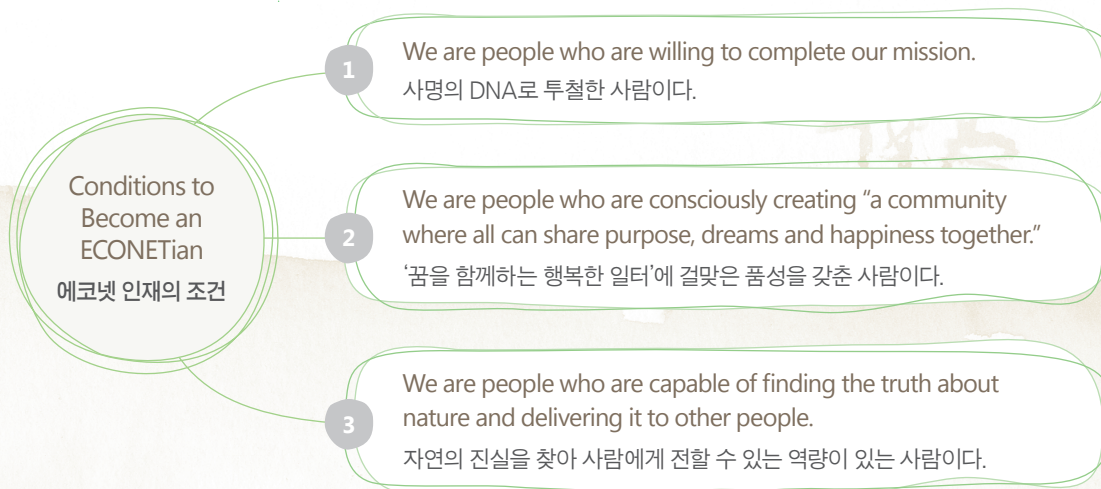 Conditions to
Become an
ECONETian
에코넷 인재의 조건
1
We are people who are willing to complete our mission.
사명의 DNA로 투철한 사람이다.
2
We are people who are consciously creating “a community
where all can share purpose, dreams and happiness together.”
‘꿈을 함께하는 행복한 일터’에 걸맞은 품성을 갖춘 사람이다.
3
We are people who are capable of finding the truth about
nature and delivering it to other people.
자연의 진실을 찾아 사람에게 전할 수 있는 역량이 있는 사람이다.